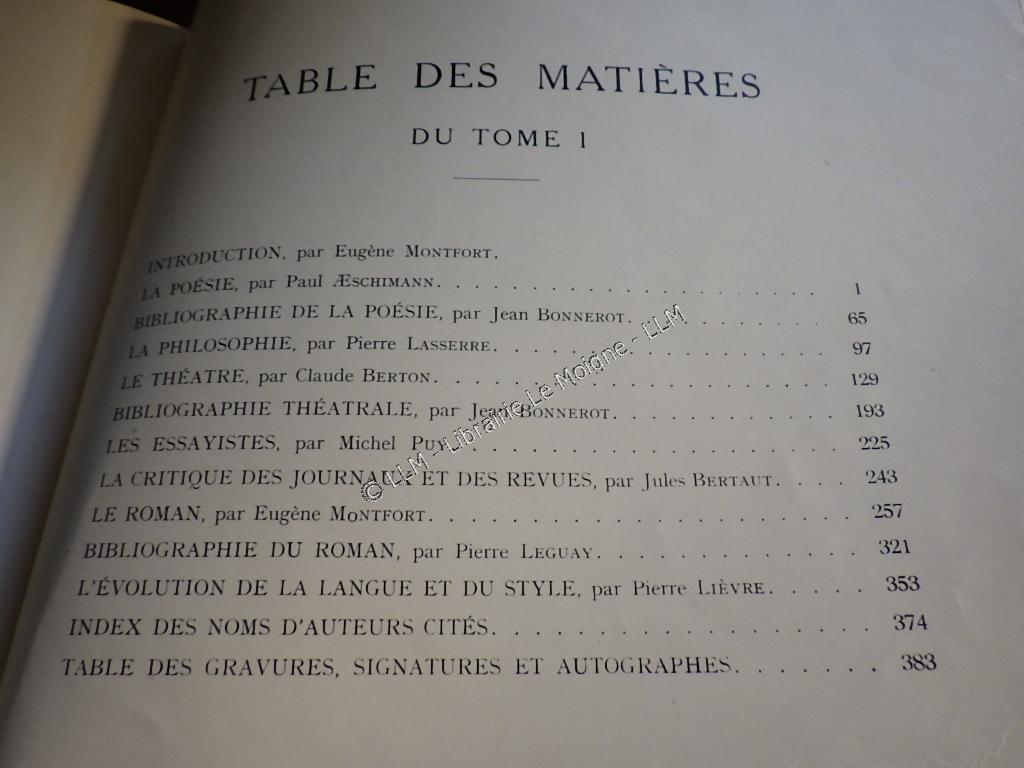 TABLE DES MATIÈRES
DU TOME 1
INTRODUCTION, par Eugène MONTFORT.
LA POÉSIE, par Paul ÆSCHIMANN. 1
BIBLIOGRAPHIE DE LA POÉSIE, par Jean BONNEROT. 65
LA PHILOSOPHIE, par Pierre LASSERRE. 97
LE THÉATRE, par Claude BERTON. 129
BIBLIOGRAPHIE THÉATRALE, par Jean BONNEROT. 193
LES ESSAYISTES, par Michel PUY. 225
LA CRITIQUE DES JOURNAUX ET DES REVUES, par Jules BERTAUT. 243
LE ROMAN, par Eugène MONTFORT. 257
BIBLIOGRAPHIE DU ROMAN, par Pierre LEGUAY. 321
L'ÉVOLUTION DE LA LANGUE ET DU STYLE, par Pierre LIÈVRE. 353
INDEX DES NOMS D'AUTEURS CITÉS. 374
TABLE DES GRAVURES, SIGNATURES ET AUTOGRAPHES. 383
© LLM - Librairie Le Moigne - LLM